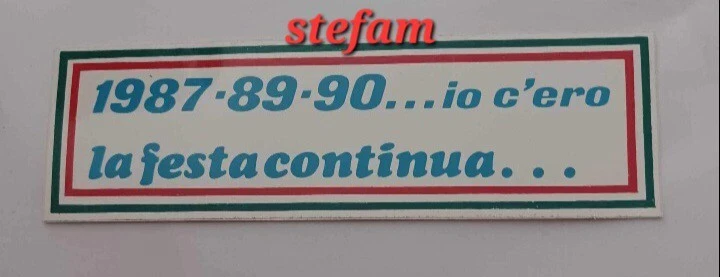 stefam
1987-89-90...io c'ero
la festa continua...